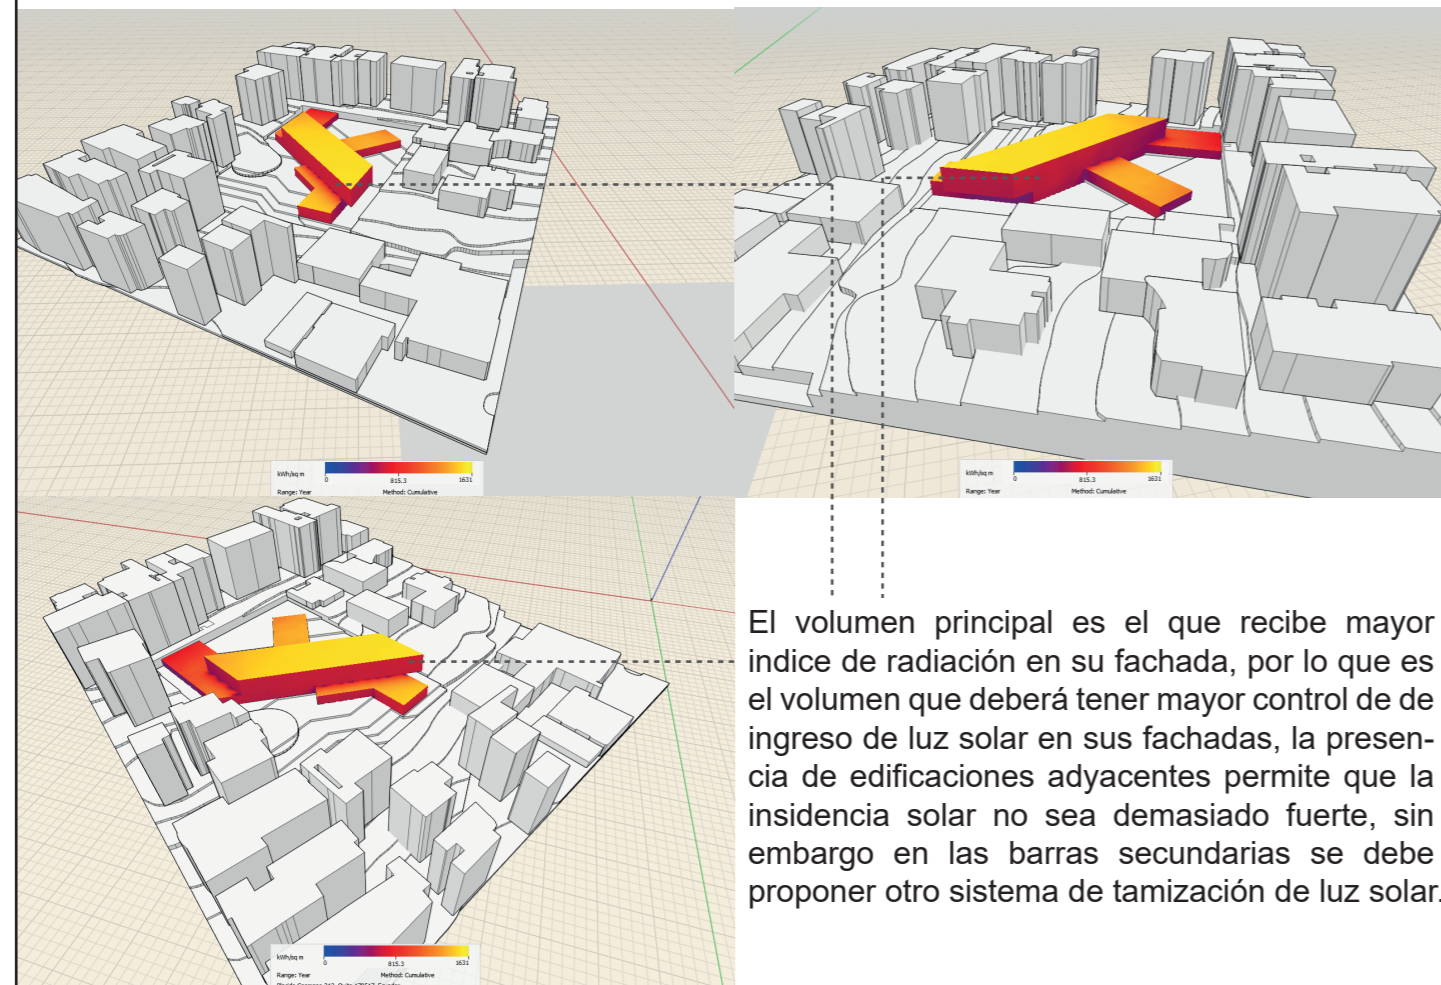 kWh/sq m
0
815.3
1631
Range: Year
Method: Cumulative
kWh/sq m
0
815.3
1631
Range: Year
Method: Cumulative
El volumen principal es el que recibe mayor
indice de radiación en su fachada, por lo que es
el volumen que deberá tener mayor control de de
ingreso de luz solar en sus fachadas, la presen-
cia de edificaciones adyacentes permite que la
insidencia solar no sea demasiado fuerte, sin
embargo en las barras secundarias se debe
proponer otro sistema de tamización de luz solar.
kWh/sq m
0
815.3
1631
Range: Year
Method: Cumulative